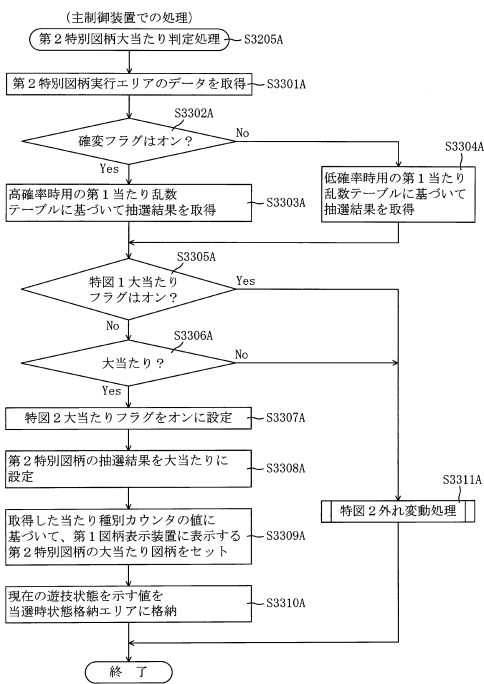 (主制御装置での処理)
第2特別図柄大当たり判定処理
S3205A
第2特別図柄実行エリアのデータを取得
S3301A
S3302A
確変フラグはオン?
No
Yes
S3304A
低確率時用の第1当たり
乱数テーブルに基づいて
抽選結果を取得
高確率時用の第1当たり乱数
テーブルに基づいて抽選結果を取得
S3303A
S3305A
特図1大当たり
フラグはオン?
Yes
No
S3306A
大当たり?
No
Yes
特図2大当たりフラグをオンに設定
S3307A
第2特別図柄の抽選結果を大当たりに
設定
S3308A
S3311A
特図2外れ変動処理
取得した当たり種別カウンタの値に
基づいて、第1図柄表示装置に表示する
第2特別図柄の大当たり図柄をセット
S3309A
現在の遊技状態を示す値を
当選時状態格納エリアに格納
S3310A
終 了